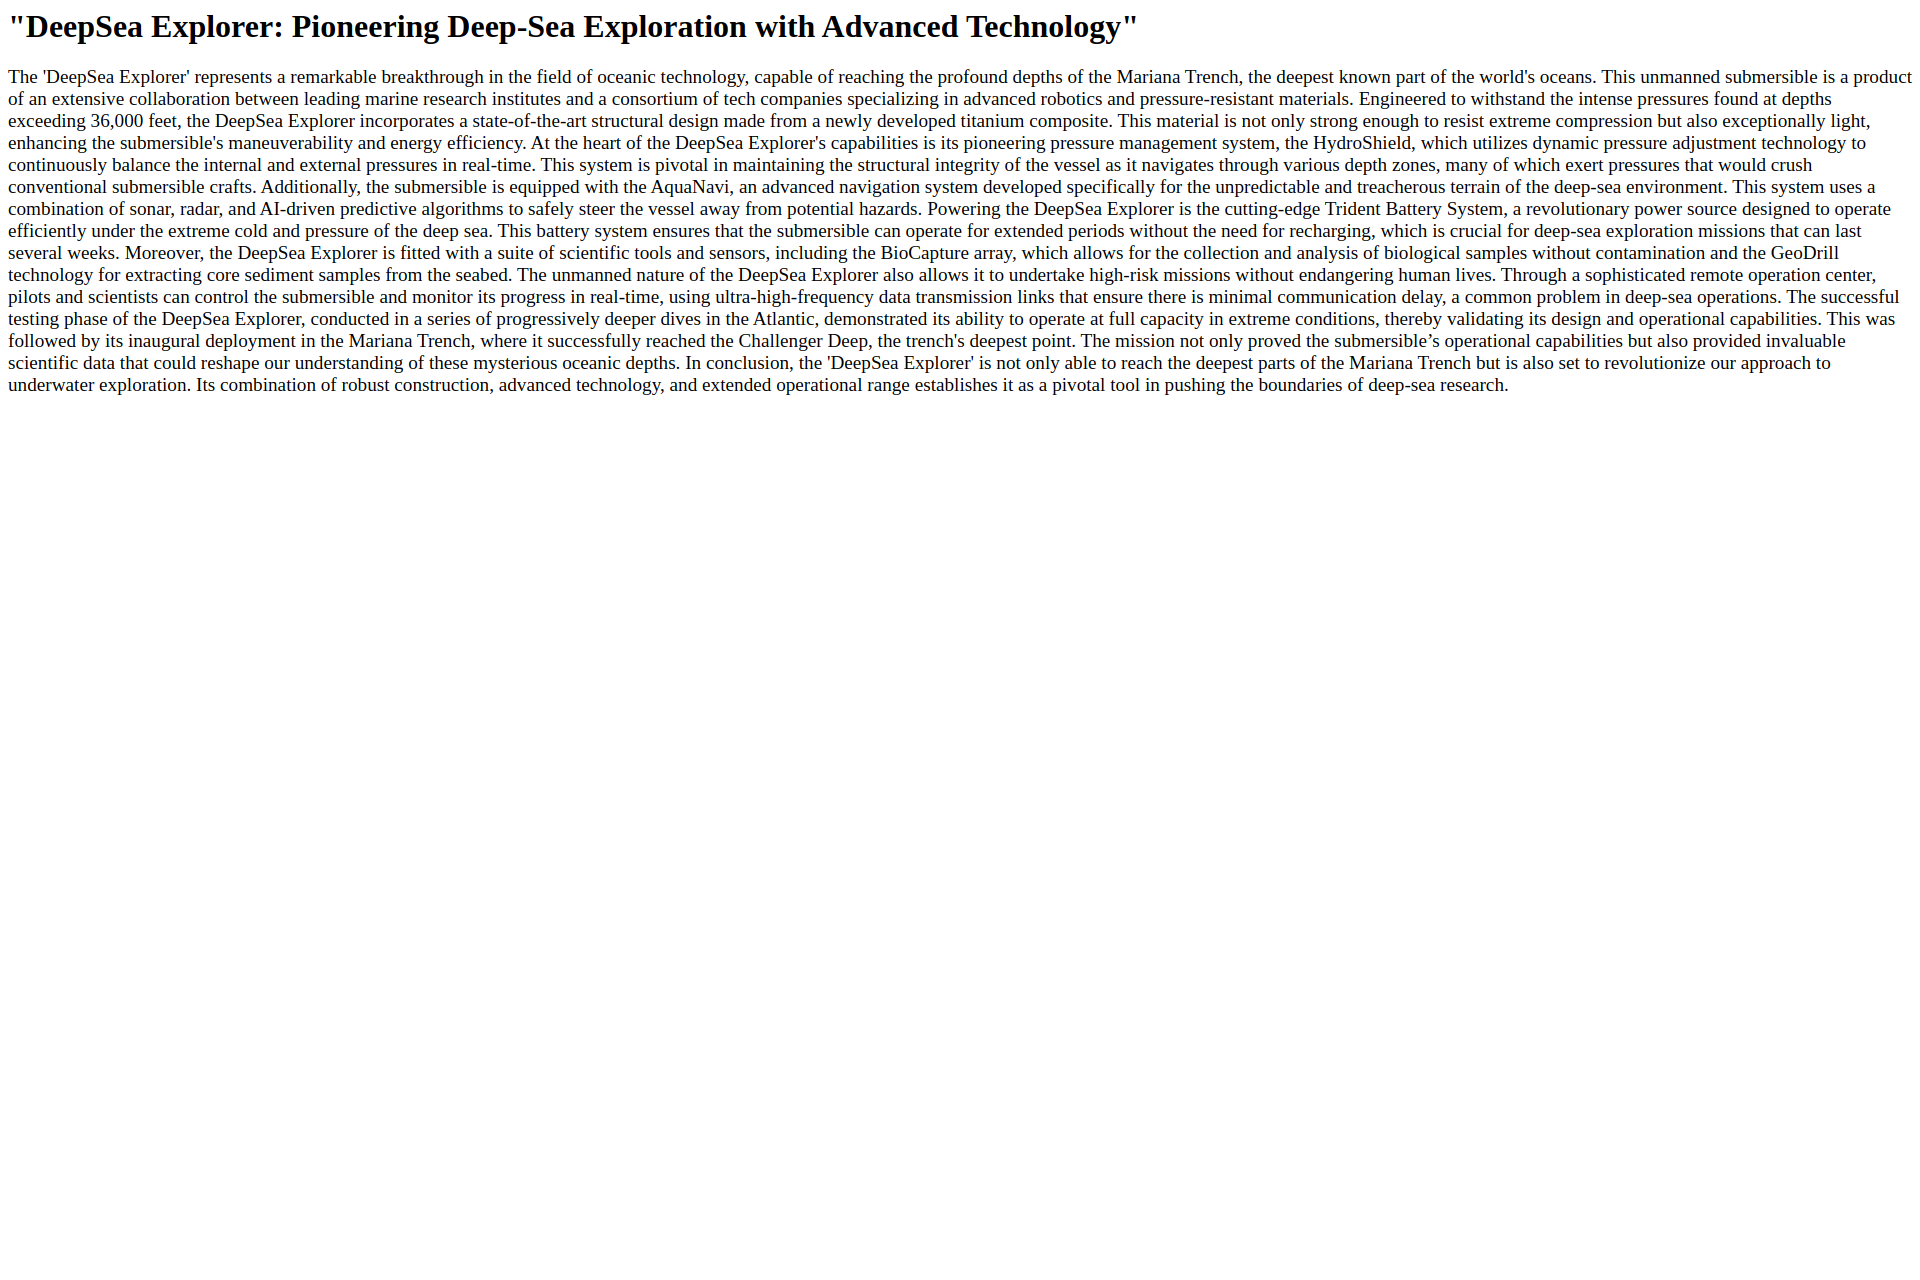 "DeepSea Explorer: Pioneering Deep-Sea Exploration with Advanced Technology"
The 'DeepSea Explorer' represents a remarkable breakthrough in the field of oceanic technology, capable of reaching the profound depths of the Mariana Trench, the deepest known part of the world's oceans. This unmanned submersible is a product
of an extensive collaboration between leading marine research institutes and a consortium of tech companies specializing in advanced robotics and pressure-resistant materials. Engineered to withstand the intense pressures found at depths
exceeding 36,000 feet, the DeepSea Explorer incorporates a state-of-the-art structural design made from a newly developed titanium composite. This material is not only strong enough to resist extreme compression but also exceptionally light,
enhancing the submersible's maneuverability and energy efficiency. At the heart of the DeepSea Explorer's capabilities is its pioneering pressure management system, the HydroShield, which utilizes dynamic pressure adjustment technology to
continuously balance the internal and external pressures in real-time. This system is pivotal in maintaining the structural integrity of the vessel as it navigates through various depth zones, many of which exert pressures that would crush
conventional submersible crafts. Additionally, the submersible is equipped with the AquaNavi, an advanced navigation system developed specifically for the unpredictable and treacherous terrain of the deep-sea environment. This system uses a
combination of sonar, radar, and AI-driven predictive algorithms to safely steer the vessel away from potential hazards. Powering the DeepSea Explorer is the cutting-edge Trident Battery System, a revolutionary power source designed to operate
efficiently under the extreme cold and pressure of the deep sea. This battery system ensures that the submersible can operate for extended periods without the need for recharging, which is crucial for deep-sea exploration missions that can last
several weeks. Moreover, the DeepSea Explorer is fitted with a suite of scientific tools and sensors, including the BioCapture array, which allows for the collection and analysis of biological samples without contamination and the GeoDrill
technology for extracting core sediment samples from the seabed. The unmanned nature of the DeepSea Explorer also allows it to undertake high-risk missions without endangering human lives. Through a sophisticated remote operation center,
pilots and scientists can control the submersible and monitor its progress in real-time, using ultra-high-frequency data transmission links that ensure there is minimal communication delay, a common problem in deep-sea operations. The successful
testing phase of the DeepSea Explorer, conducted in a series of progressively deeper dives in the Atlantic, demonstrated its ability to operate at full capacity in extreme conditions, thereby validating its design and operational capabilities. This was
followed by its inaugural deployment in the Mariana Trench, where it successfully reached the Challenger Deep, the trench's deepest point. The mission not only proved the submersible’s operational capabilities but also provided invaluable
scientific data that could reshape our understanding of these mysterious oceanic depths. In conclusion, the 'DeepSea Explorer' is not only able to reach the deepest parts of the Mariana Trench but is also set to revolutionize our approach to
underwater exploration. Its combination of robust construction, advanced technology, and extended operational range establishes it as a pivotal tool in pushing the boundaries of deep-sea research.